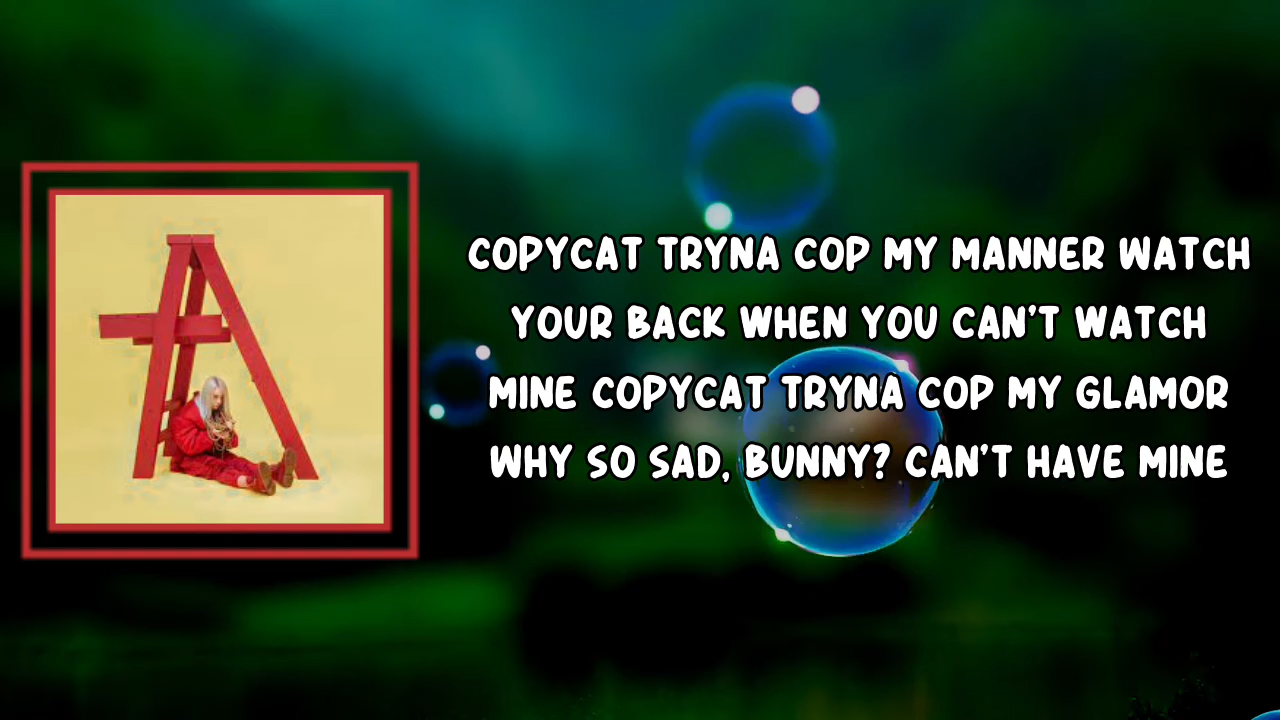 COPYCAT TRYNA COP MY MANNER WATCH
YOUR BACK WHEN YOU CAN'T WATCH
MINE COPYCAT TRYNA COP MY GLAMOR
WHY SO SAD, BUNNY? CAN'T HAVE MINE